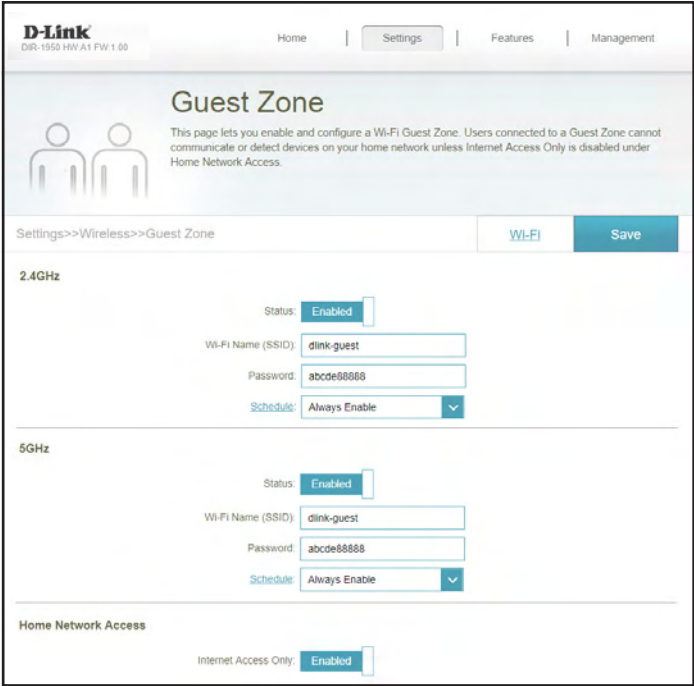 D-Link
DIR-1950 HW:A1 FW:1.00
Home | Settings | Features | Management
Guest Zone
This page lets you enable and configure a Wi-Fi Guest Zone. Users connected to a Guest Zone cannot
communicate or detect devices on your home network unless Internet Access Only is disabled under
Home Network Access.
Settings>>Wireless>>Guest Zone
Wi-Fi
Save
2.4GHz
Status: Enabled
Wi-Fi Name (SSID): dlink-guest
Password: abcde88888
Schedule: Always Enable
5GHz
Status: Enabled
Wi-Fi Name (SSID): dlink-guest
Password: abcde88888
Schedule: Always Enable
Home Network Access
Internet Access Only: Enabled